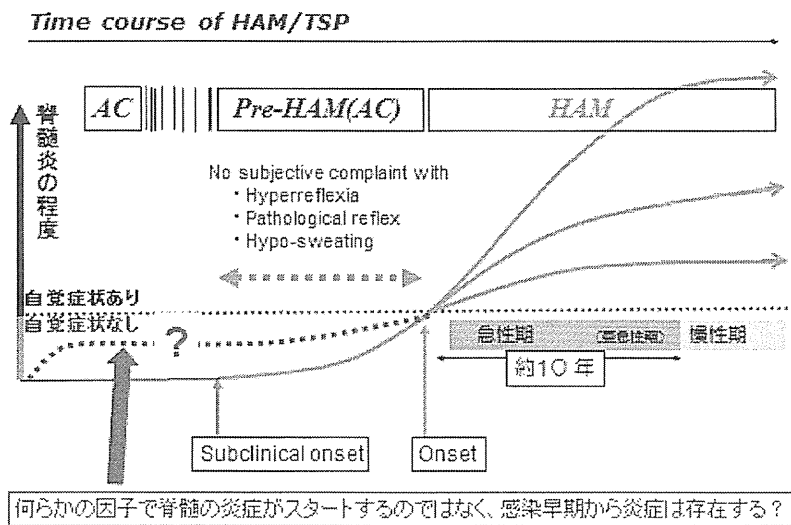 Time course of HAM/TSP
AC
Pre-HAM(AC)
HAM
脊髄炎の程度
No subjective complaint with
・Hyperreflexia
・Pathological reflex
・Hypo-sweating
自覚症状あり
自覚症状なし
?
急性期
慢性期
約10年
Subclinical onset
Onset
何らかの因子で脊髄の炎症がスタートするのではなく、感染早期から炎症は存在する?